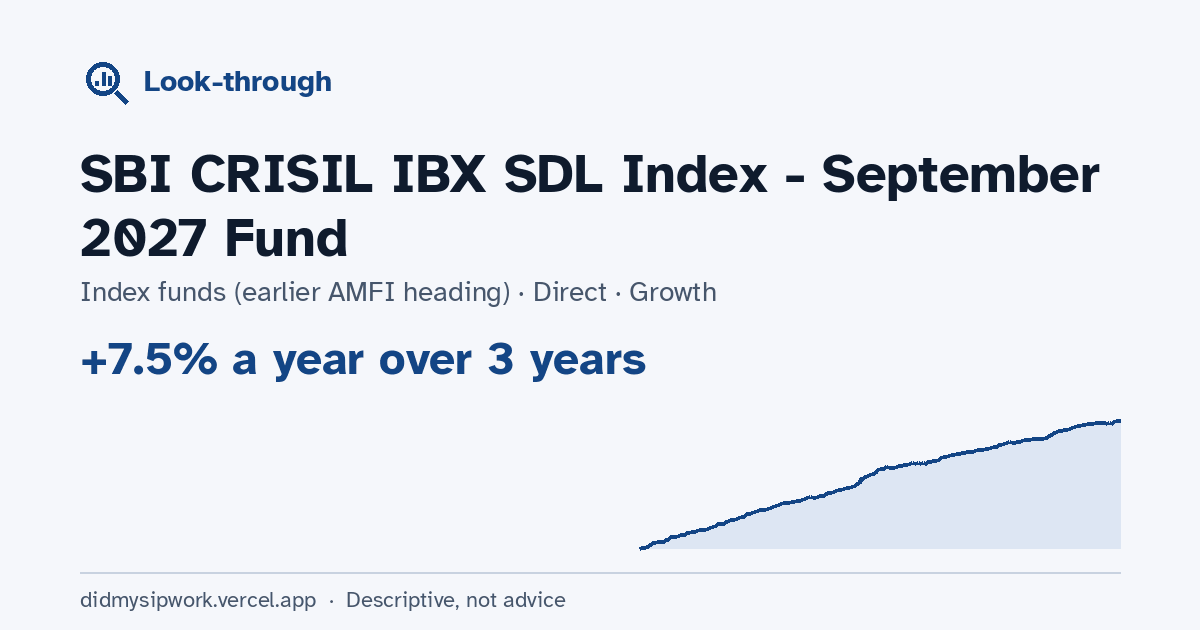 Look-through
SBI CRISIL IBX SDL Index - September
2027 Fund
Index funds (earlier AMFI heading) · Direct · Growth
+7.5% a year over 3 years
didmysipwork.vercel.app · Descriptive, not advice